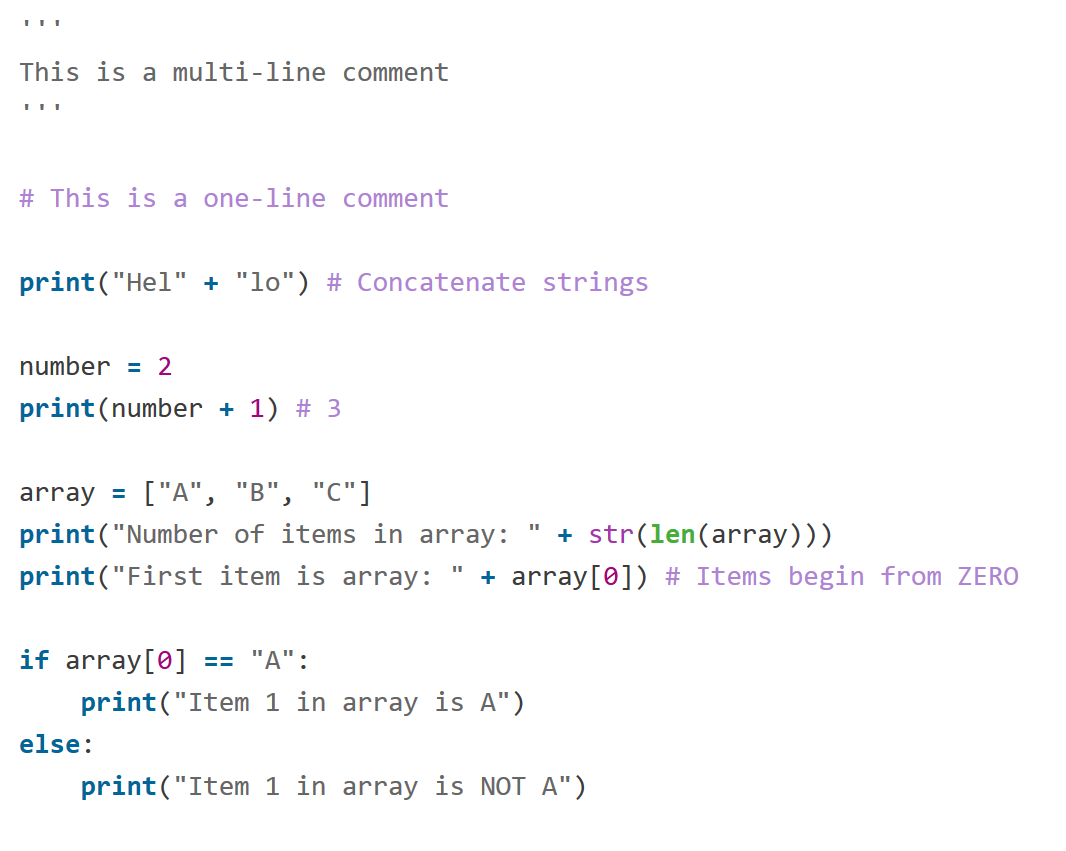 '''
This is a multi-line comment
'''
# This is a one-line comment
print("Hel" + "lo") # Concatenate strings
number = 2
print(number + 1) # 3
array = ["A", "B", "C"]
print("Number of items in array: " + str(len(array)))
print("First item is array: " + array[0]) # Items begin from ZERO
if array[0] == "A":
    print("Item 1 in array is A")
else:
    print("Item 1 in array is NOT A")